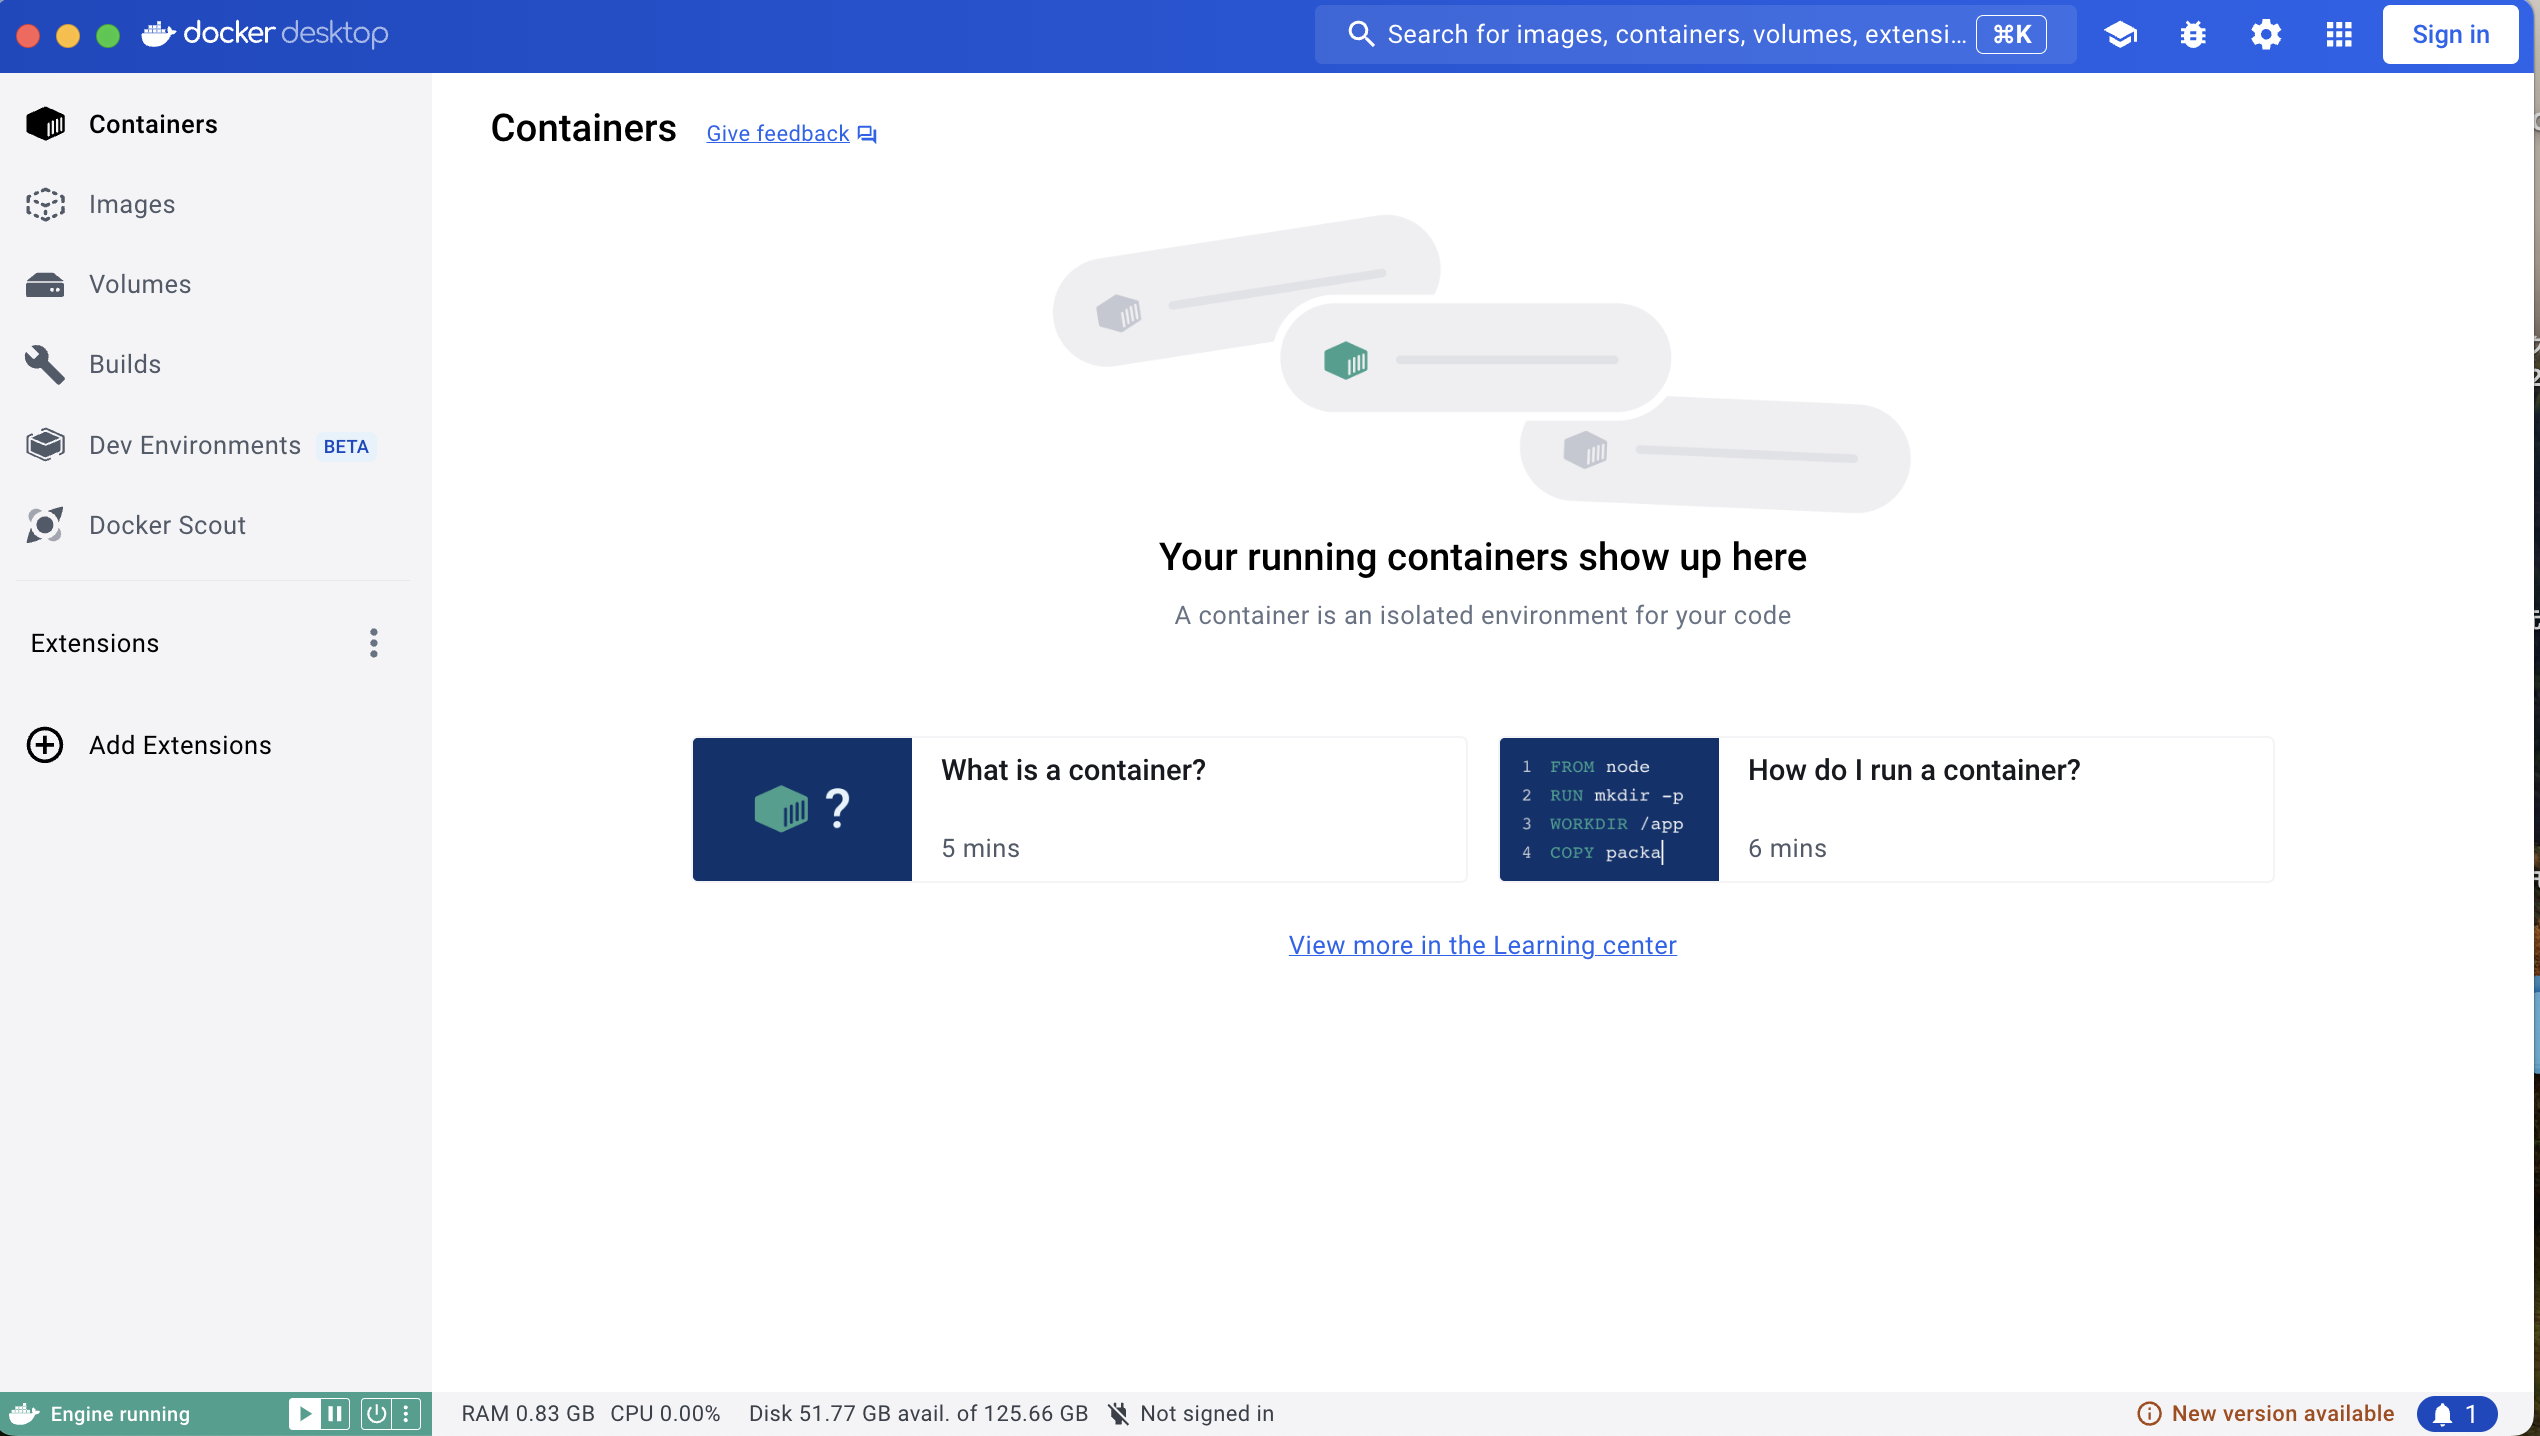 docker desktop
Search for images, containers, volumes, extensi... ⌘K
Sign in
Containers
Images
Volumes
Builds
Dev Environments BETA
Docker Scout
Extensions
Add Extensions
Containers Give feedback
Your running containers show up here
A container is an isolated environment for your code
?
What is a container?
5 mins
1 FROM node
2 RUN mkdir -p
3 WORKDIR /app
4 COPY packa
How do I run a container?
6 mins
View more in the Learning center
Engine running
RAM 0.83 GB CPU 0.00% Disk 51.77 GB avail. of 125.66 GB Not signed in
New version available 1